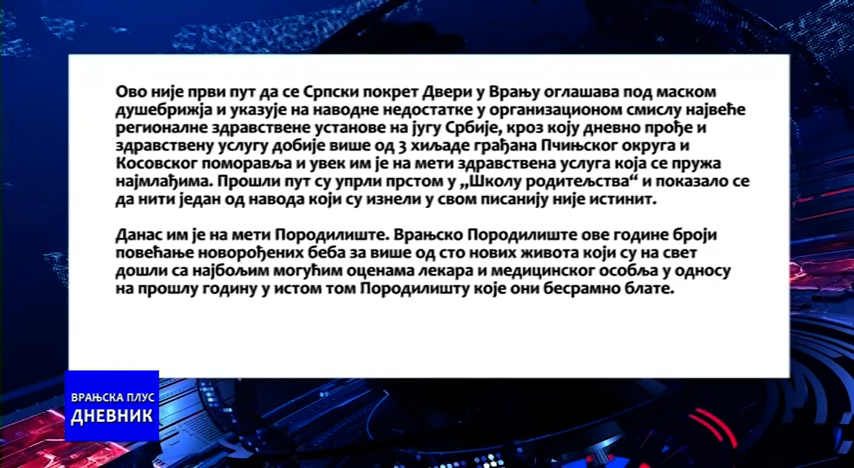 Ово није први пут да се Српски покрет Двери у Врању оглашава под маском
душебрижја и указује на наводне недостатке у организационом смислу највеће
регионалне здравствене установе на југу Србије, кроз коју дневно прође и
здравствену услугу добије више од 3 хиљаде грађана Пчињског округа и
Косовског поморавља и увек им је на мети здравствена услуга која се пружа
најмлађима. Прошли пут су упрли прстом у „Школу родитељства“ и показало се
да нити један од навода који су изнели у свом писанију није истинит.
Данас им је на мети Породилиште. Врањско Породилиште ове године броји
повећање новорођених беба за више од сто нових живота који су на свет
дошли са најбољим могућим оценама лекара и медицинског особља у односу
на прошлу годину у истом том Породилишту које они бесрамно блате.
ВРАЊСКА ПЛУС
ДНЕВНИК